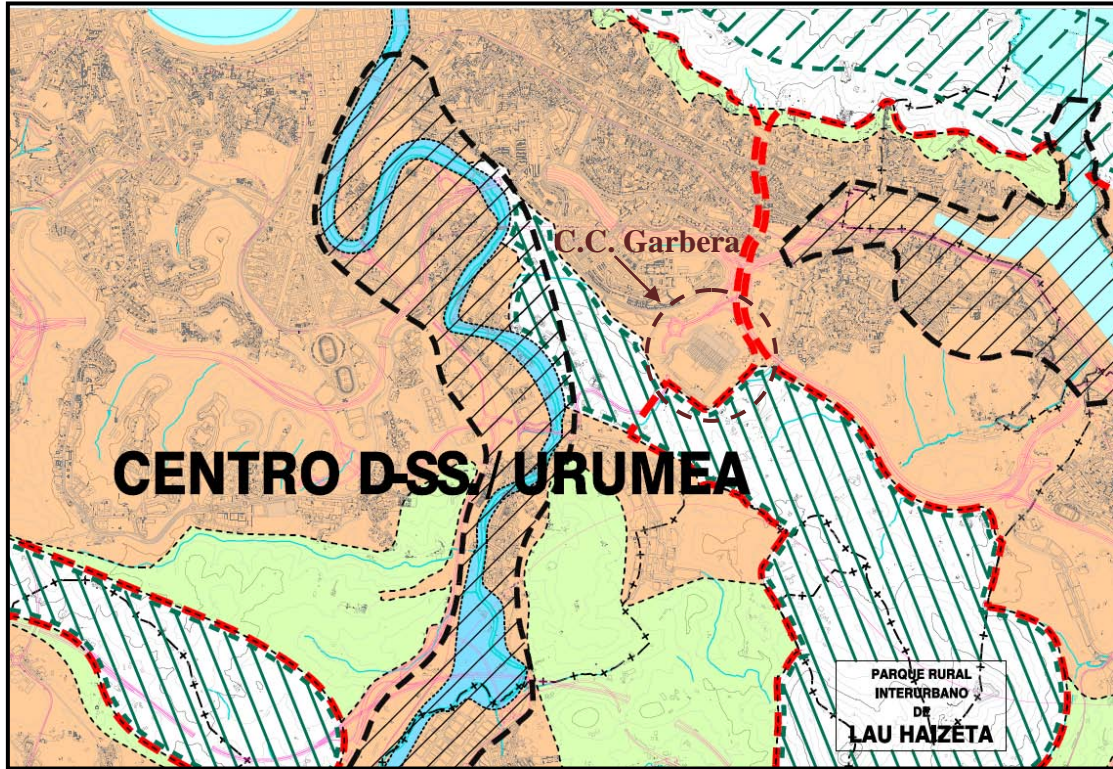 C.C. Garbera
CENTRO D-SS. / URUMEA
PARQUE RURAL
INTERURBANO
DE
LAU HAIZETA